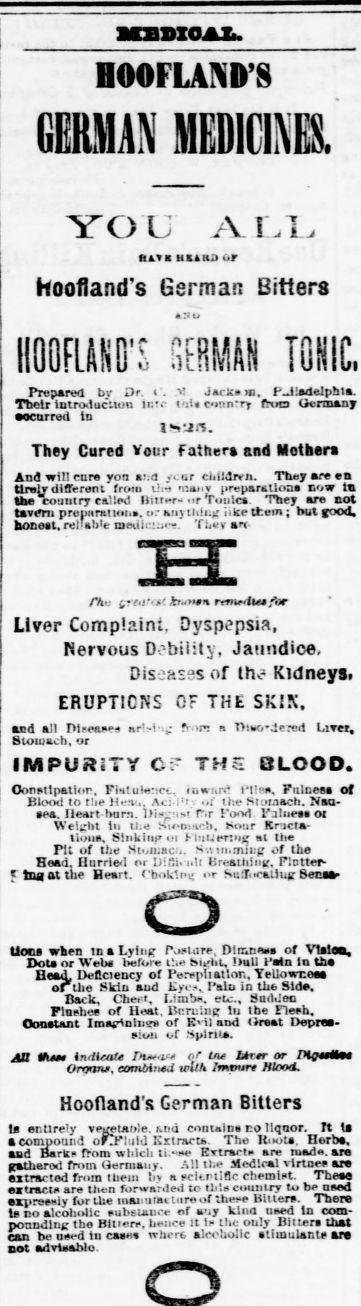 MEDICAL.
HOOFLAND'S
GERMAN MEDICINES.
YOU ALL
HAVE HEARD OF
Hoofland's German Bitters
AND
HOOFLAND'S GERMAN TONIC.
Prepared by Dr. C. M. Jackson, Philadelphia.
Their introduction into this country from Germany
occurred in
1825.
They Cured Your Fathers and Mothers
And will cure you and your children. They are en
tirely different from the many preparations now in
the country called Bitters or Tonics. They are not
tavern preparations, or anything like them; but good,
honest, reliable medicines. They are
H
The greatest known remedies for
Liver Complaint, Dyspepsia,
Nervous Debility, Jaundice,
Diseases of the Kidneys,
ERUPTIONS OF THE SKIN,
and all Diseases arising from a Disordered Liver,
Stomach, or
IMPURITY OF THE BLOOD.
Constipation, Flatulence, Inward Piles, Fulness of
Blood to the Head, Acidity of the Stomach, Nau-
sea, Heartburn, Disgust for Food, Fulness or
Weight in the Stomach, Sour Eructa-
tions, Sinking or Fluttering at the
Pit of the Stomach, Swimming of the
Head, Hurried or Difficult Breathing, Flutter-
ing at the Heart, Choking or Suffocating Sensa-
O
tions when in a Lying Posture, Dimness of Vision,
Dots or Webs before the Sight, Dull Pain in the
Head, Deficiency of Perspiration, Yellowness
of the Skin and Eyes, Pain in the Side,
Back, Chest, Limbs, etc., Sudden
Flushes of Heat, Burning in the Flesh,
Constant Imaginings of Evil and Great Depres-
sion of Spirits.
All these indicate Disease of the Liver or Digestive
Organs, combined with Impure Blood.
Hoofland's German Bitters
Is entirely vegetable, and contains no liquor. It is
a compound of Fluid Extracts. The Roots, Herbs,
and Barks from which these Extracts are made, are
gathered from Germany. All the Medical virtues are
extracted from them by a scientific chemist. These
extracts are then forwarded to this country to be used
expressly for the manufacture of these Bitters. There
is no alcoholic substance of any kind used in com-
pounding the Bitters, hence it is the only Bitters that
can be used in cases where alcoholic stimulants are
not advisable.
O